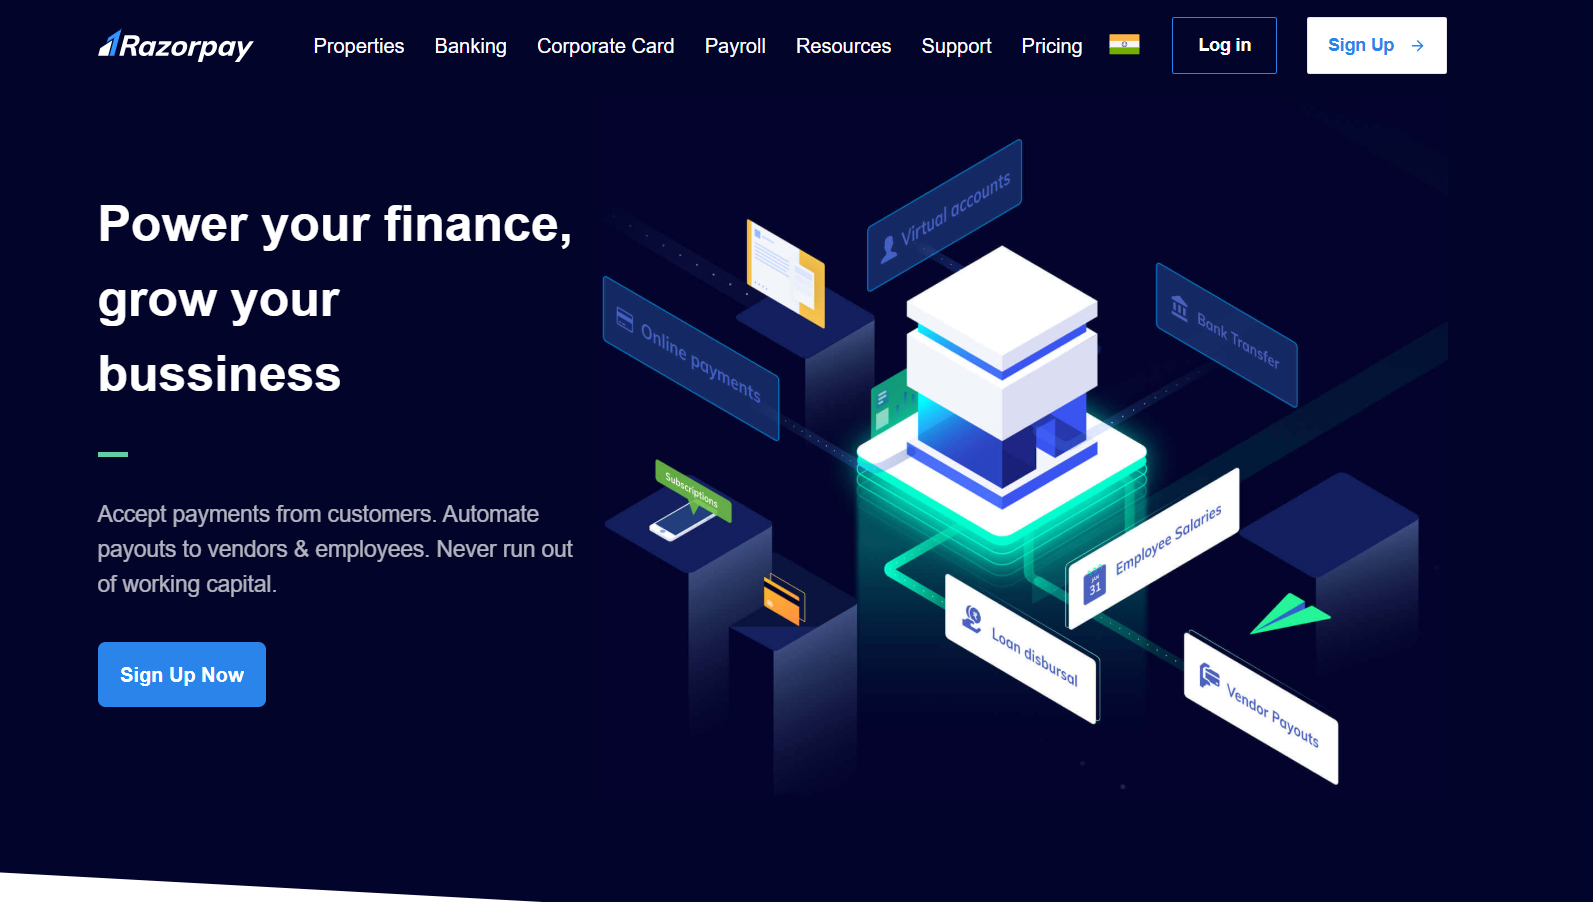 Razorpay
Properties
Banking
Corporate Card
Payroll
Resources
Support
Pricing
Log in
Sign Up
Power your finance,
grow your
bussiness
Accept payments from customers. Automate
payouts to vendors & employees. Never run out
of working capital.
Sign Up Now
Virtual accounts
Online payments
Bank Transfer
Subscriptions
Employee Salaries
JAN
31
Loan disbursal
Vendor Payouts